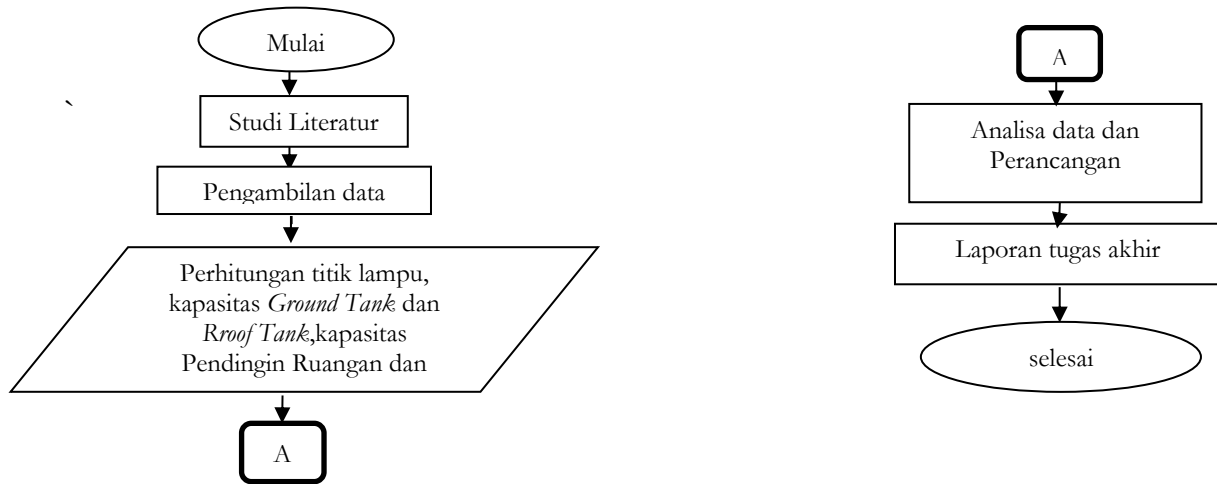 Mulai
`
Studi Literatur
Pengambilan data
Perhitungan titik lampu,
kapasitas Ground Tank dan
Rroof Tank,kapasitas
Pendingin Ruangan dan
A
A
Analisa data dan
Perancangan
Laporan tugas akhir
selesai